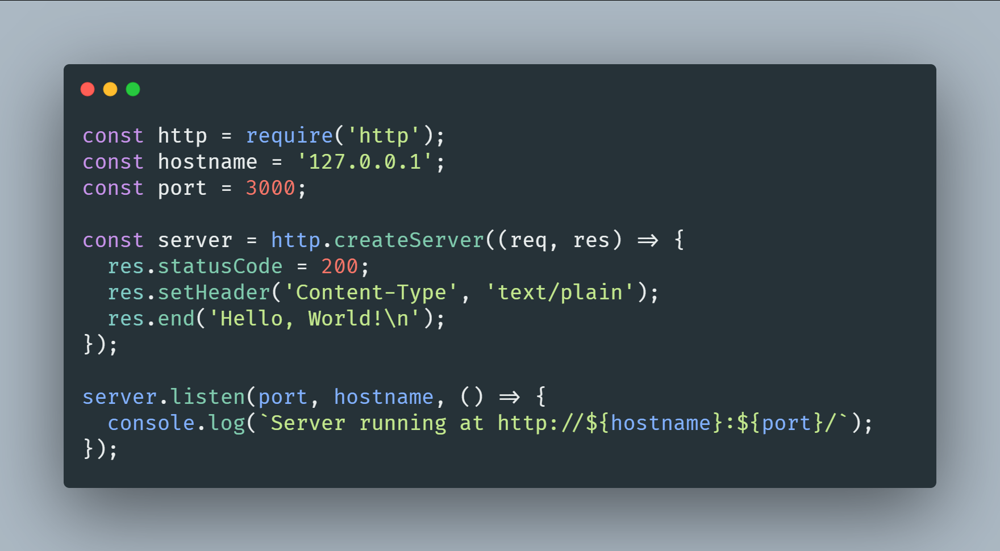 const http = require('http');
const hostname = '127.0.0.1';
const port = 3000;
const server = http.createServer((req, res) => {
  res.statusCode = 200;
  res.setHeader('Content-Type', 'text/plain');
  res.end('Hello, World!\n');
});
server.listen(port, hostname, () => {
  console.log(`Server running at http://${hostname}:${port}/`);
});